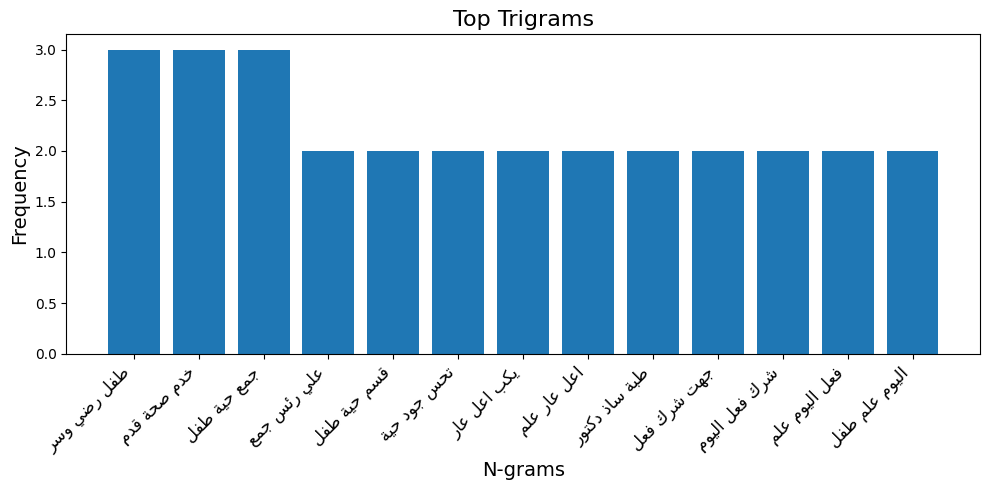 Top Trigrams
Frequency
3.0
2.5
2.0
1.5
1.0
0.5
0.0
طفل رضي وسر
خدم صحة قدم
جمع حية طفل
علي رئس جمع
قسم حية طفل
تحس جود حية
يكب اعل عار
اعل عار علم
طبة ساذ دكتور
جهت شرك فعل
شرك فعل اليوم
فعل اليوم علم
اليوم علم طفل
N-grams